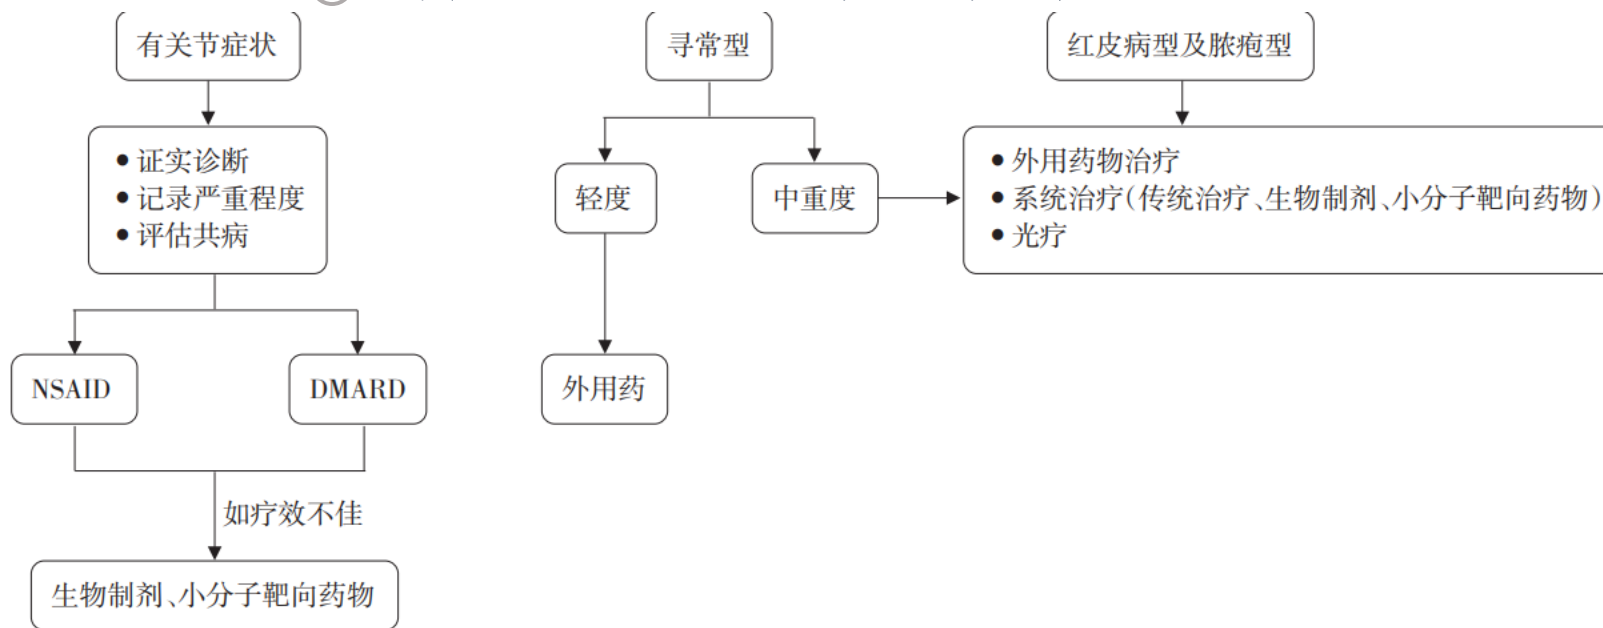 有关节症状
寻常型
红皮病型及脓疱型
● 证实诊断
● 记录严重程度
● 评估共病
轻度
中重度
● 外用药物治疗
● 系统治疗(传统治疗、生物制剂、小分子靶向药物)
● 光疗
NSAID
DMARD
外用药
如疗效不佳
生物制剂、小分子靶向药物